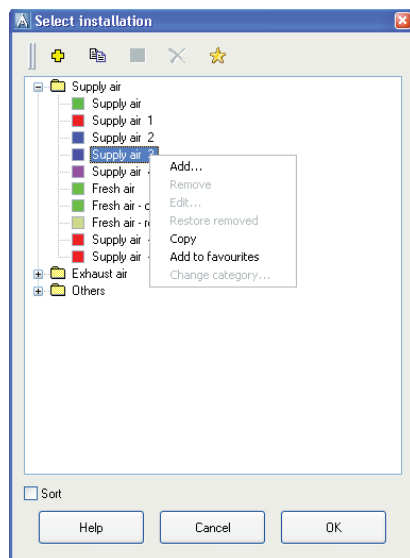 Select installation
Supply air
Supply air
Supply air 1
Supply air 2
Supply air
Supply air
Fresh air
Fresh air -
Fresh air -
Supply air
Supply air
Exhaust air
Others
Add...
Remove
Edit...
Restore removed
Copy
Add to favourites
Change category...
Sort
Help
Cancel
OK